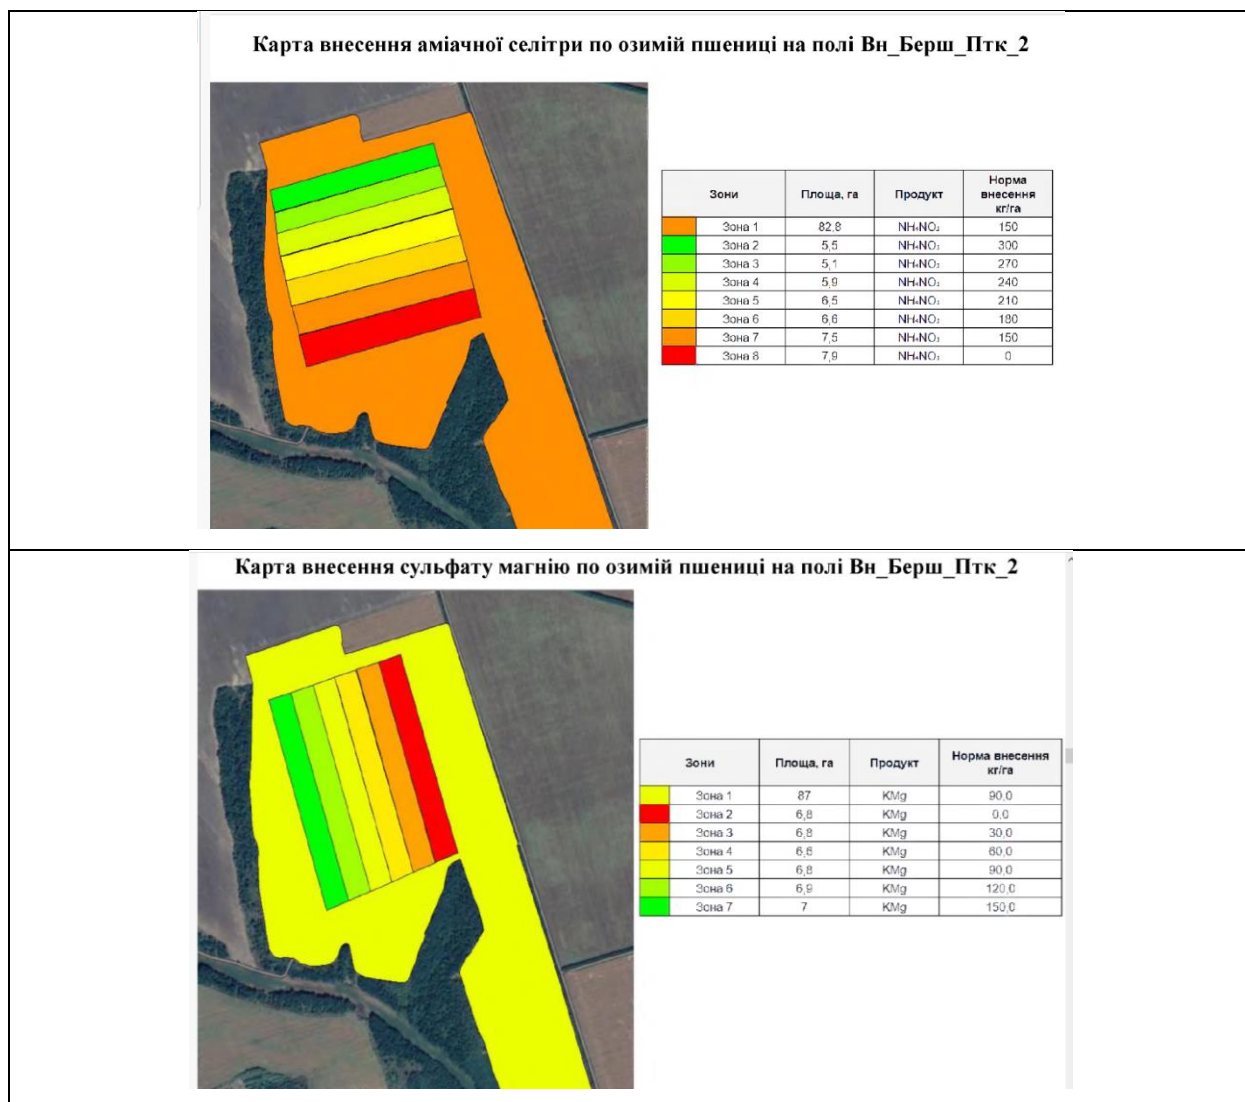 Карта внесення аміачної селітри по озимій пшениці на полі Вн_Берш_Птк_2
Зони Площа, га Продукт Норма внесення кг/га
Зона 1 82,8 NH₄NO₃ 150
Зона 2 5,5 NH₄NO₃ 300
Зона 3 5,1 NH₄NO₃ 270
Зона 4 5,9 NH₄NO₃ 240
Зона 5 6,5 NH₄NO₃ 210
Зона 6 6,6 NH₄NO₃ 180
Зона 7 7,5 NH₄NO₃ 150
Зона 8 7,9 NH₄NO₃ 0
Карта внесення сульфату магнію по озимій пшениці на полі Вн_Берш_Птк_2
Зони Площа, га Продукт Норма внесення кг/га
Зона 1 87 KMg 90,0
Зона 2 6,8 KMg 0,0
Зона 3 6,8 KMg 30,0
Зона 4 6,6 KMg 60,0
Зона 5 6,8 KMg 90,0
Зона 6 6,9 KMg 120,0
Зона 7 7 KMg 150,0